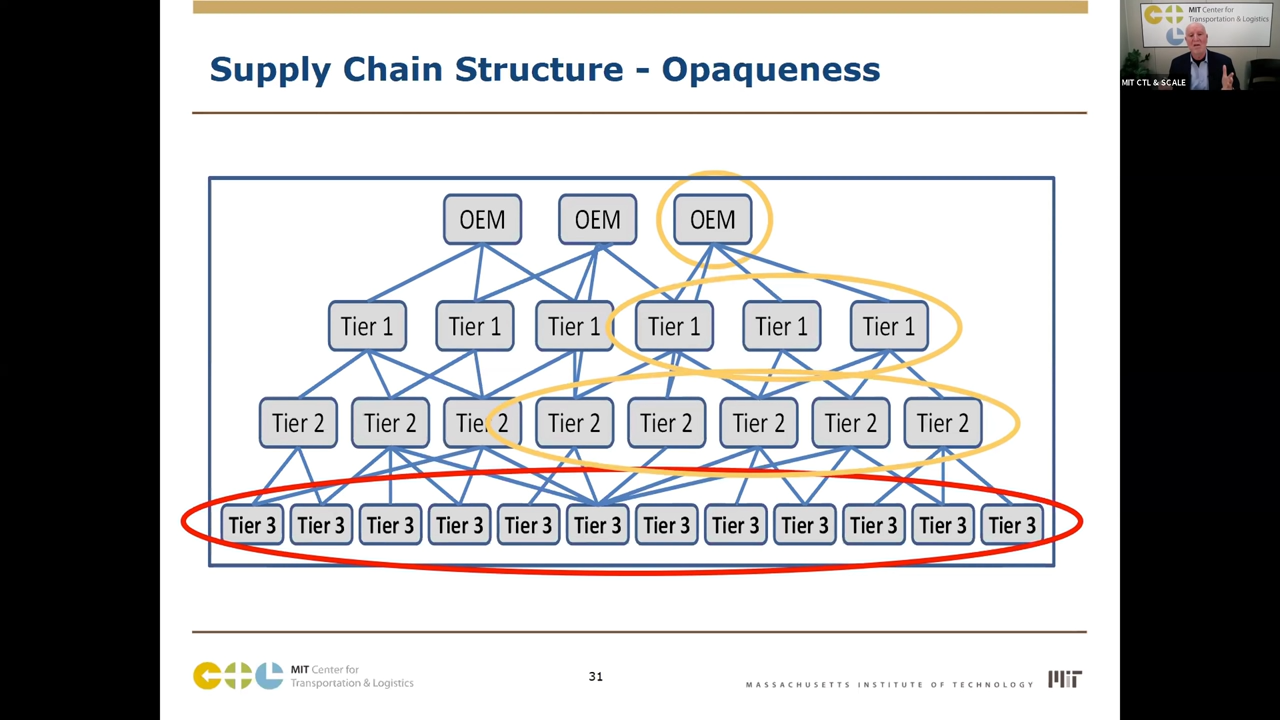 Supply Chain Structure - Opaqueness
MIT Center for
Transportation & Logistics
MIT CTL & SCALE
OEM OEM OEM
Tier 1 Tier 1 Tier 1 Tier 1 Tier 1 Tier 1
Tier 2 Tier 2 Tier 2 Tier 2 Tier 2 Tier 2 Tier 2 Tier 2
Tier 3 Tier 3 Tier 3 Tier 3 Tier 3 Tier 3 Tier 3 Tier 3 Tier 3 Tier 3 Tier 3 Tier 3
MIT Center for
Transportation & Logistics
31
MASSACHUSETTS INSTITUTE OF TECHNOLOGY
MIT